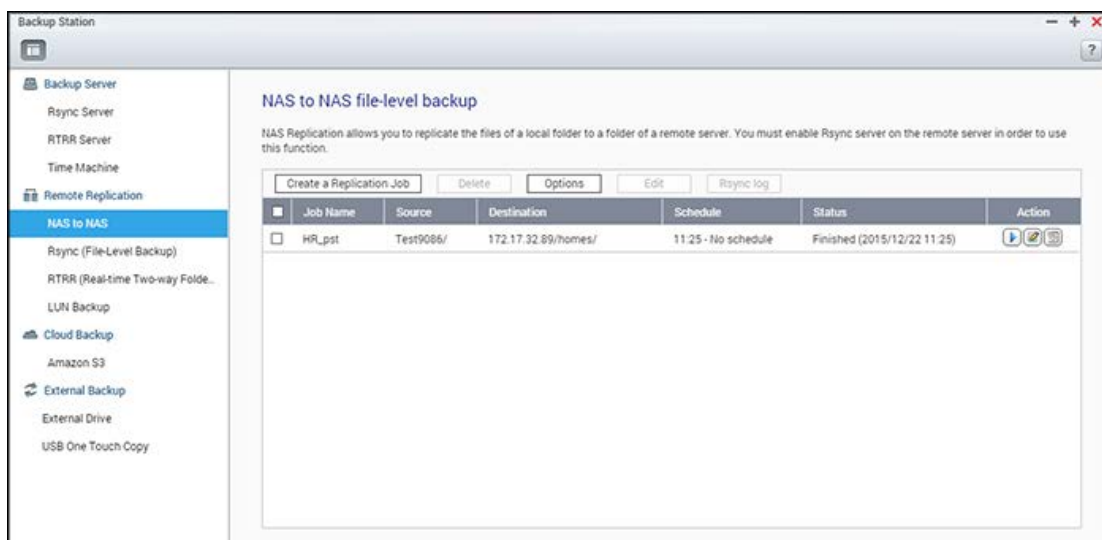 Backup Station
?
Backup Server
Rsync Server
RTRR Server
Time Machine
Remote Replication
NAS to NAS
Rsync (File-Level Backup)
RTRR (Real-time Two-way Folde..
LUN Backup
Cloud Backup
Amazon S3
External Backup
External Drive
USB One Touch Copy
NAS to NAS file-level backup
NAS Replication allows you to replicate the files of a local folder to a folder of a remote server. You must enable Rsync server on the remote server in order to use
this function.
Create a Replication Job Delete Options Edit Rsync log
Job Name Source Destination Schedule Status Action
HR_pst Test9086/ 172.17.32.89/homes/ 11:25 - No schedule Finished (2015/12/22 11:25)